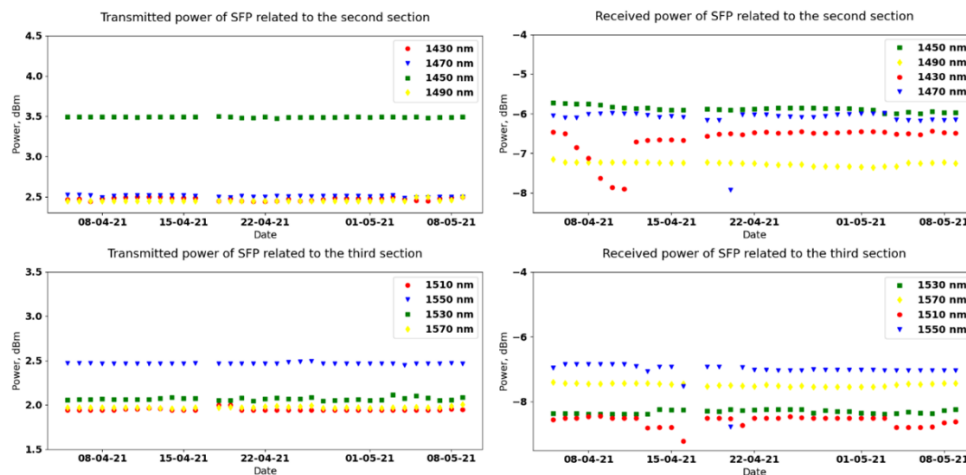 Transmitted power of SFP related to the second section
4.5
4.0
3.5
3.0
2.5
Power, dBm
1430 nm
1470 nm
1450 nm
1490 nm
08-04-21 15-04-21 22-04-21 01-05-21 08-05-21
Date
Received power of SFP related to the second section
−4
−5
−6
−7
−8
Power, dBm
1450 nm
1490 nm
1430 nm
1470 nm
08-04-21 15-04-21 22-04-21 01-05-21 08-05-21
Date
Transmitted power of SFP related to the third section
3.5
3.0
2.5
2.0
1.5
Power, dBm
1510 nm
1550 nm
1530 nm
1570 nm
08-04-21 15-04-21 22-04-21 01-05-21 08-05-21
Date
Received power of SFP related to the third section
−4
−6
−8
Power, dBm
1530 nm
1570 nm
1510 nm
1550 nm
08-04-21 15-04-21 22-04-21 01-05-21 08-05-21
Date